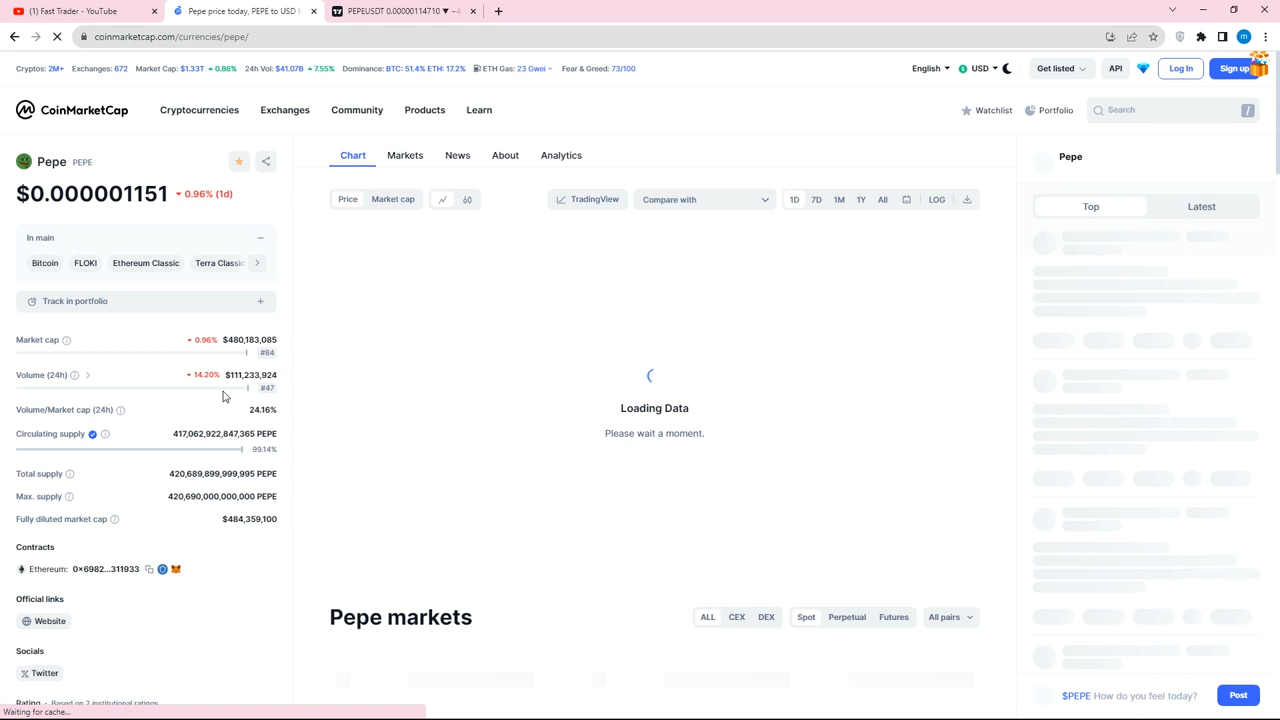 (1) Fast Trader - YouTube
Pepe price today, PEPE to USD l
PEPEUSDT 0.00000114710 ▼ −4
coinmarketcap.com/currencies/pepe/
m
Cryptos: 2M+ Exchanges: 672 Market Cap: $1.33T 0.86% 24h Vol: $41.07B 7.55% Dominance: BTC: 51.4% ETH: 17.2% ETH Gas: 23 Gwei Fear & Greed: 73/100
English USD Get listed API Log In Sign up
CoinMarketCap
Cryptocurrencies Exchanges Community Products Learn
Watchlist Portfolio Search /
Pepe PEPE
$0.000001151 0.96% (1d)
In main
Bitcoin FLOKI Ethereum Classic Terra Classic
Track in portfolio
Market cap 0.96% $480,183,085
#84
Volume (24h) 14.20% $111,233,924
#47
Volume/Market cap (24h) 24.16%
Circulating supply 417,062,922,847,365 PEPE
99.14%
Total supply 420,689,899,999,995 PEPE
Max. supply 420,690,000,000,000 PEPE
Fully diluted market cap $484,359,100
Contracts
Ethereum: 0x6982...311933
Official links
Website
Socials
Twitter
Rating · Based on 2 institutional ratings
Waiting for cache...
Chart Markets News About Analytics
Price Market cap TradingView Compare with 1D 7D 1M 1Y All LOG
Loading Data
Please wait a moment.
Pepe markets
ALL CEX DEX Spot Perpetual Futures All pairs
Pepe
Top Latest
$PEPE How do you feel today? Post